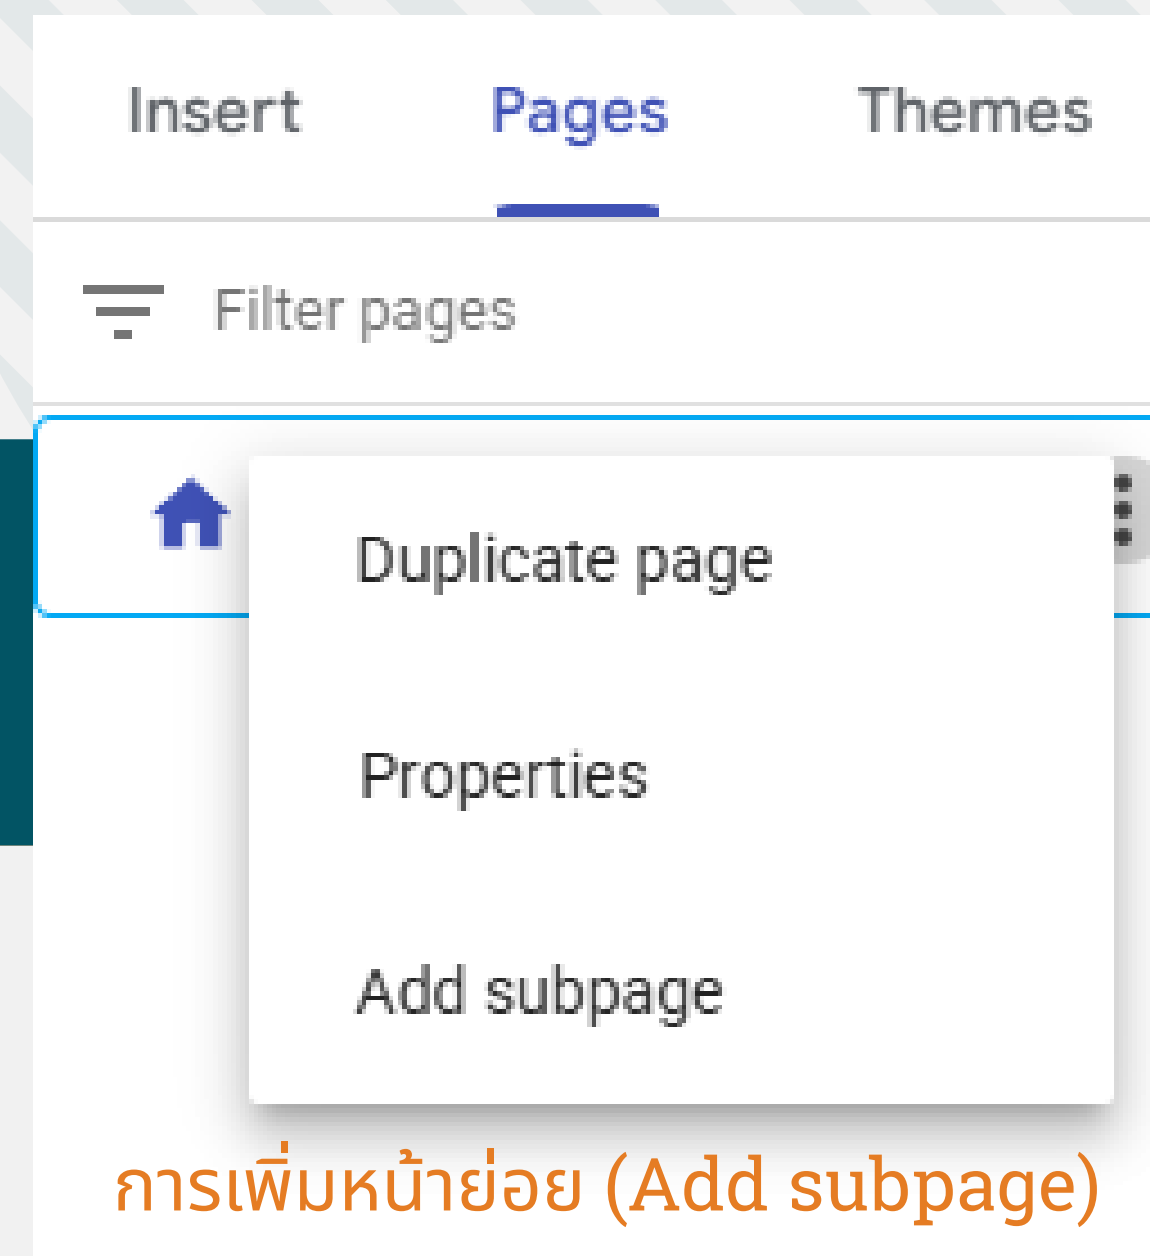 Insert Pages Themes
Filter pages
Duplicate page
Properties
Add subpage
การเพิ่มหน้าย่อย (Add subpage)